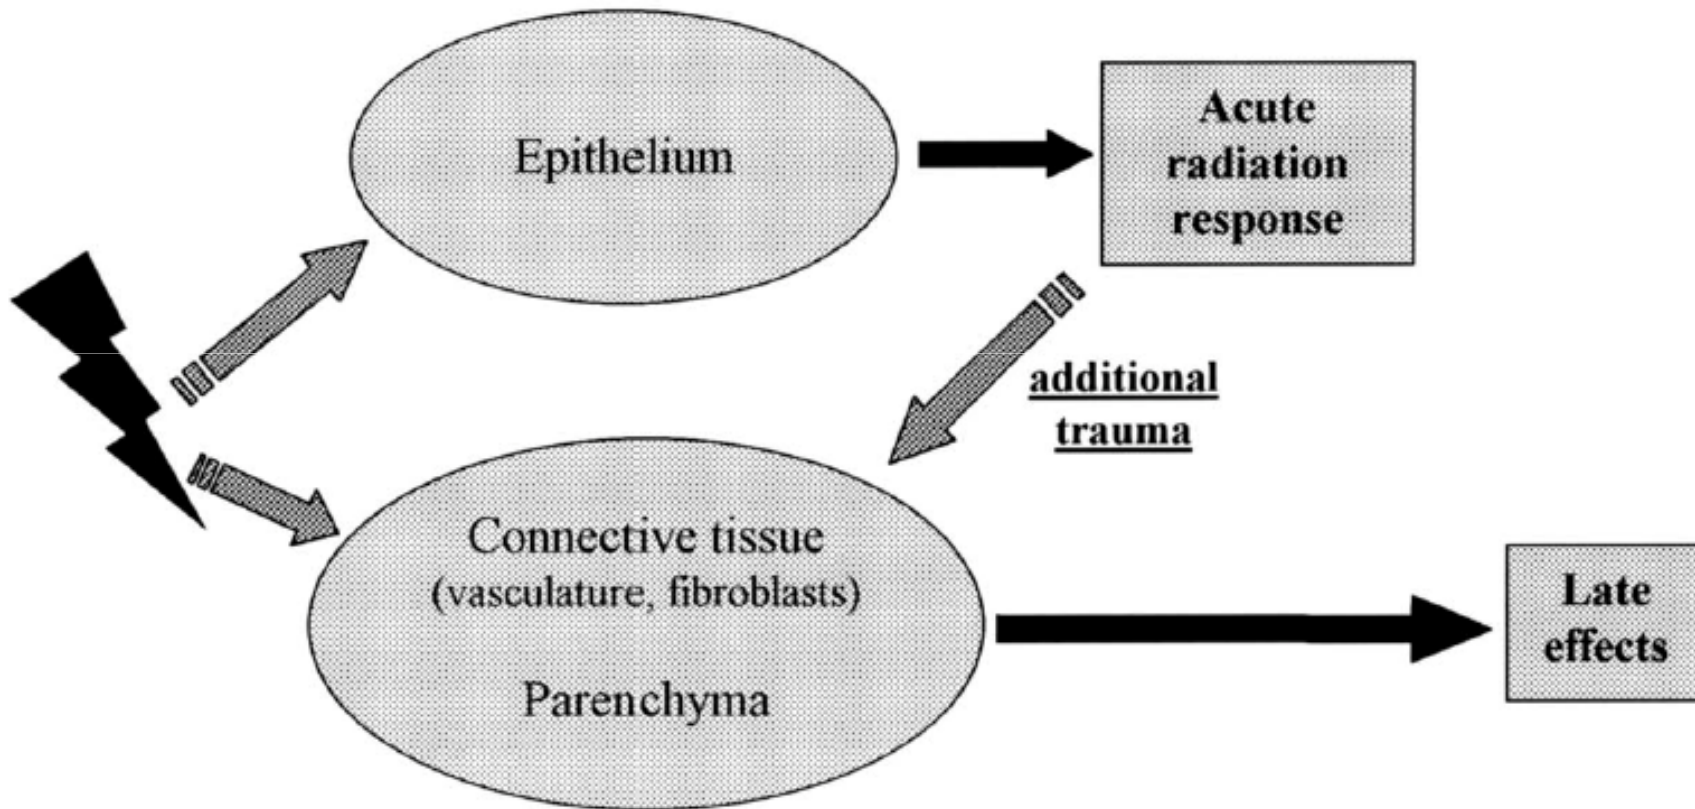 Epithelium
Acute
radiation
response
additional
trauma
Connective tissue
(vasculature, fibroblasts)
Parenchyma
Late
effects